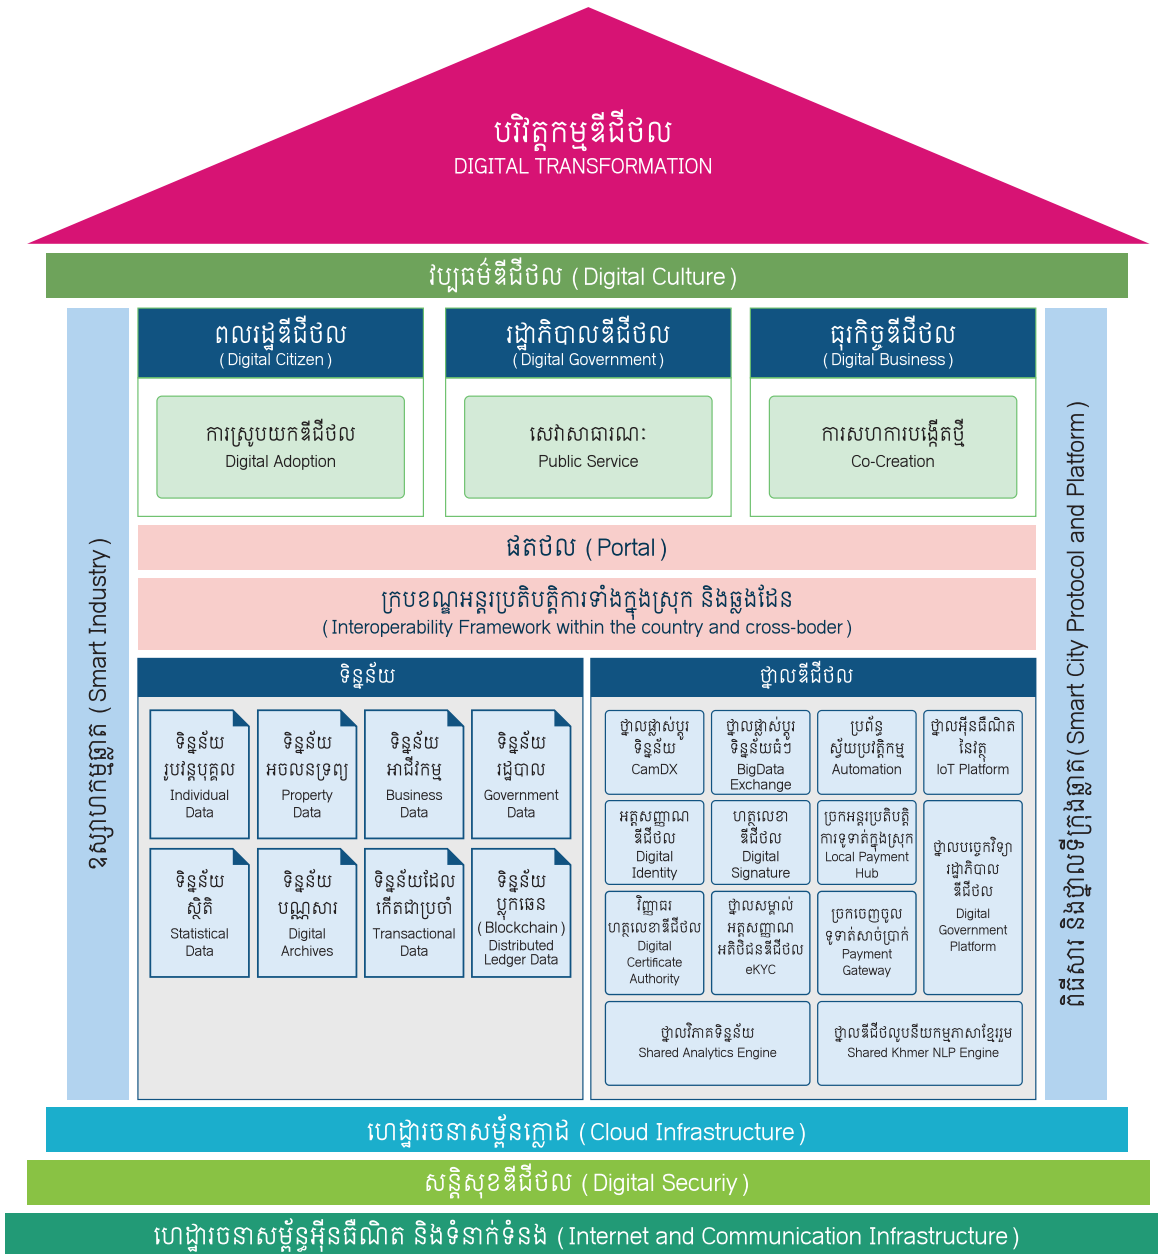 បរិវត្តកម្មឌីជីថល
DIGITAL TRANSFORMATION
វប្បធម៌ឌីជីថល (Digital Culture)
ឧស្សាហកម្មឆ្លាត (Smart Industry)
ពលរដ្ឋឌីជីថល
(Digital Citizen)
ការស្រូបយកឌីជីថល
Digital Adoption
រដ្ឋាភិបាលឌីជីថល
(Digital Government)
សេវាសាធារណៈ
Public Service
ធុរកិច្ចឌីជីថល
(Digital Business)
ការសហការបង្កើតថ្មី
Co-Creation
ពិធីសារ និងថ្នាលទីក្រុងឆ្លាត(Smart City Protocol and Platform)
ផតថល (Portal)
ក្របខណ្ឌអន្តរប្រតិបត្តិការទាំងក្នុងស្រុក និងឆ្លងដែន
(Interoperability Framework within the country and cross-boder)
ទិន្នន័យ
ទិន្នន័យ
រូបវន្តបុគ្គល
Individual
Data
ទិន្នន័យ
អចលនទ្រព្យ
Property
Data
ទិន្នន័យ
អាជីវកម្ម
Business
Data
ទិន្នន័យ
រដ្ឋបាល
Government
Data
ទិន្នន័យ
ស្ថិតិ
Statistical
Data
ទិន្នន័យ
បណ្ណសារ
Digital
Archives
ទិន្នន័យដែល
កើតជាប្រចាំ
Transactional
Data
ទិន្នន័យ
ប្លុកឆេន
(Blockchain)
Distributed
Ledger Data
ថ្នាលឌីជីថល
ថ្នាលផ្លាស់ប្តូរ
ទិន្នន័យ
CamDX
ថ្នាលផ្លាស់ប្តូរ
ទិន្នន័យធំៗ
BigData
Exchange
ប្រព័ន្ធ
ស្វ័យប្រវត្តិកម្ម
Automation
ថ្នាលអ៊ីនធឺណិត
នៃវត្ថុ
IoT Platform
អត្តសញ្ញាណ
ឌីជីថល
Digital
Identity
ហត្ថលេខា
ឌីជីថល
Digital
Signature
ច្រកអន្តរប្រតិបត្តិ
ការទូទាត់ក្នុងស្រុក
Local Payment
Hub
ថ្នាលបច្ចេកវិទ្យា
រដ្ឋាភិបាល
ឌីជីថល
Digital
Government
Platform
វិញ្ញាធរ
ហត្ថលេខាឌីជីថល
Digital
Certificate
Authority
ថ្នាលសម្គាល់
អត្តសញ្ញាណ
អតិថិជនឌីជីថល
eKYC
ច្រកចេញចូល
ទូទាត់សាច់ប្រាក់
Payment
Gateway
ថ្នាលវិភាគទិន្នន័យ
Shared Analytics Engine
ថ្នាលឌីជីថលូបនីយកម្មភាសាខ្មែររួម
Shared Khmer NLP Engine
ហេដ្ឋារចនាសម្ព័នក្លោដ (Cloud Infrastructure)
សន្តិសុខឌីជីថល (Digital Securiy)
ហេដ្ឋារចនាសម្ព័ន្ធអ៊ីនធឺណិត និងទំនាក់ទំនង (Internet and Communication Infrastructure)